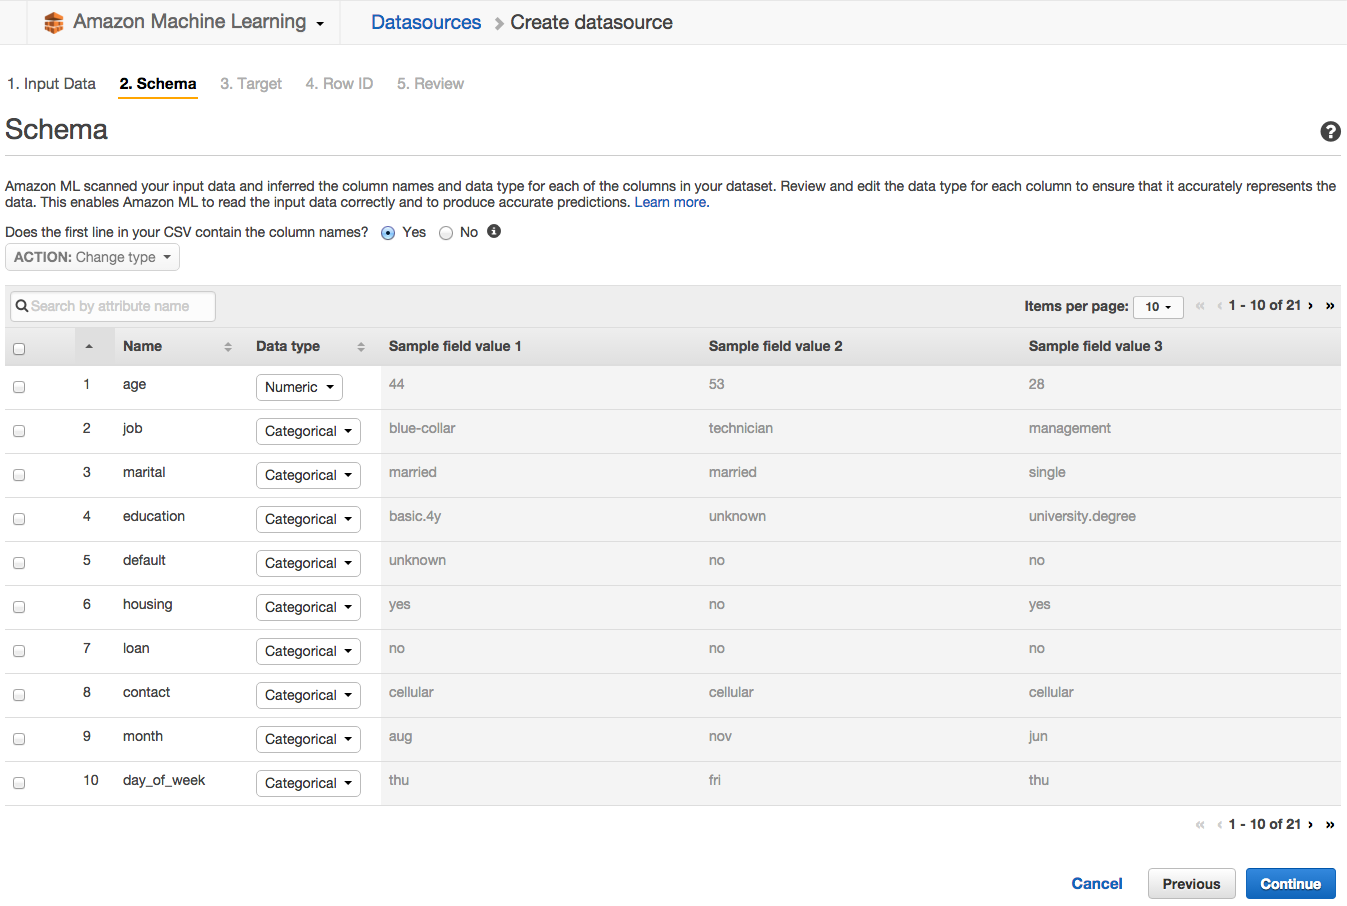 Amazon Machine Learning Datasources Create datasource
1. Input Data 2. Schema 3. Target 4. Row ID 5. Review
Schema
Amazon ML scanned your input data and inferred the column names and data type for each of the columns in your dataset. Review and edit the data type for each column to ensure that it accurately represents the
data. This enables Amazon ML to read the input data correctly and to produce accurate predictions. Learn more.
Does the first line in your CSV contain the column names? Yes No
ACTION: Change type
Search by attribute name Items per page: 10 « ‹ 1 - 10 of 21 › »
Name Data type Sample field value 1 Sample field value 2 Sample field value 3
1 age Numeric 44 53 28
2 job Categorical blue-collar technician management
3 marital Categorical married married single
4 education Categorical basic.4y unknown university.degree
5 default Categorical unknown no no
6 housing Categorical yes no yes
7 loan Categorical no no no
8 contact Categorical cellular cellular cellular
9 month Categorical aug nov jun
10 day_of_week Categorical thu fri thu
« ‹ 1 - 10 of 21 › »
Cancel Previous Continue